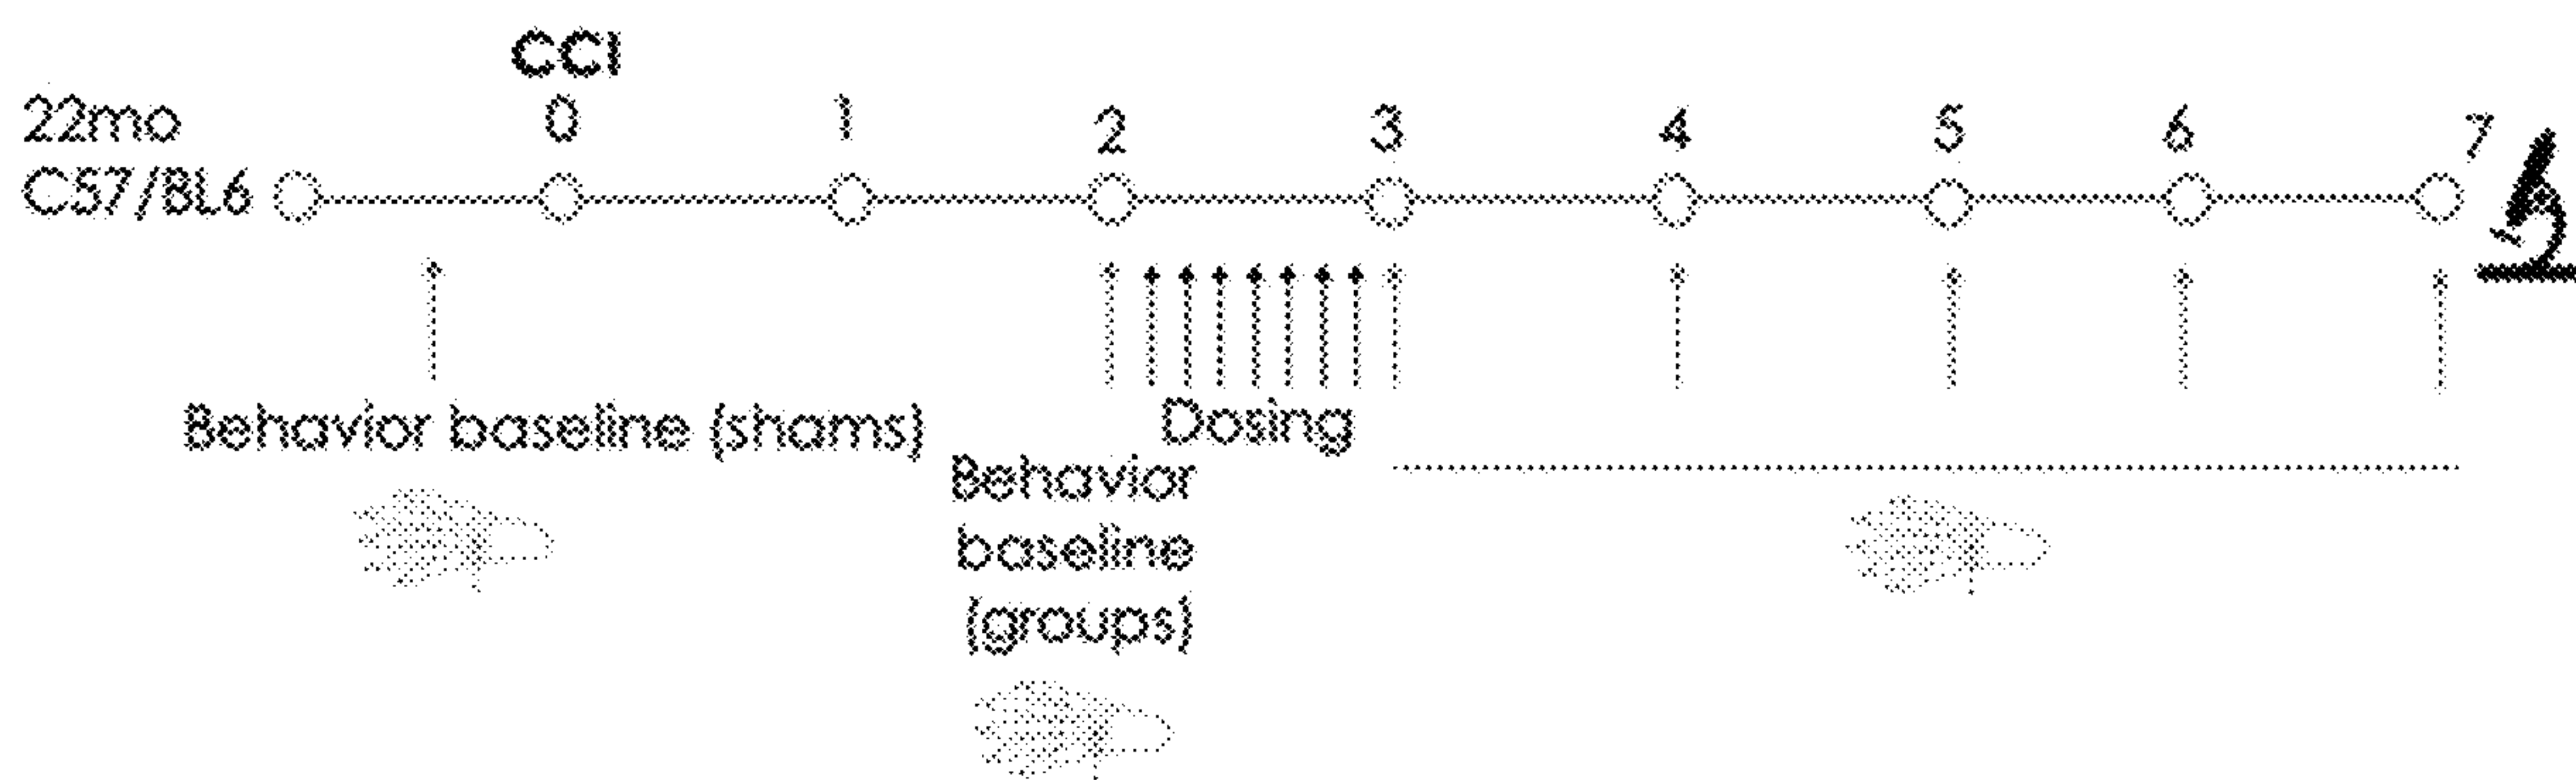 CCI
22mo
0 1 2 3 4 5 6 7
C57/BL6
Behavior baseline (shams)
Dosing
Behavior
baseline
(groups)